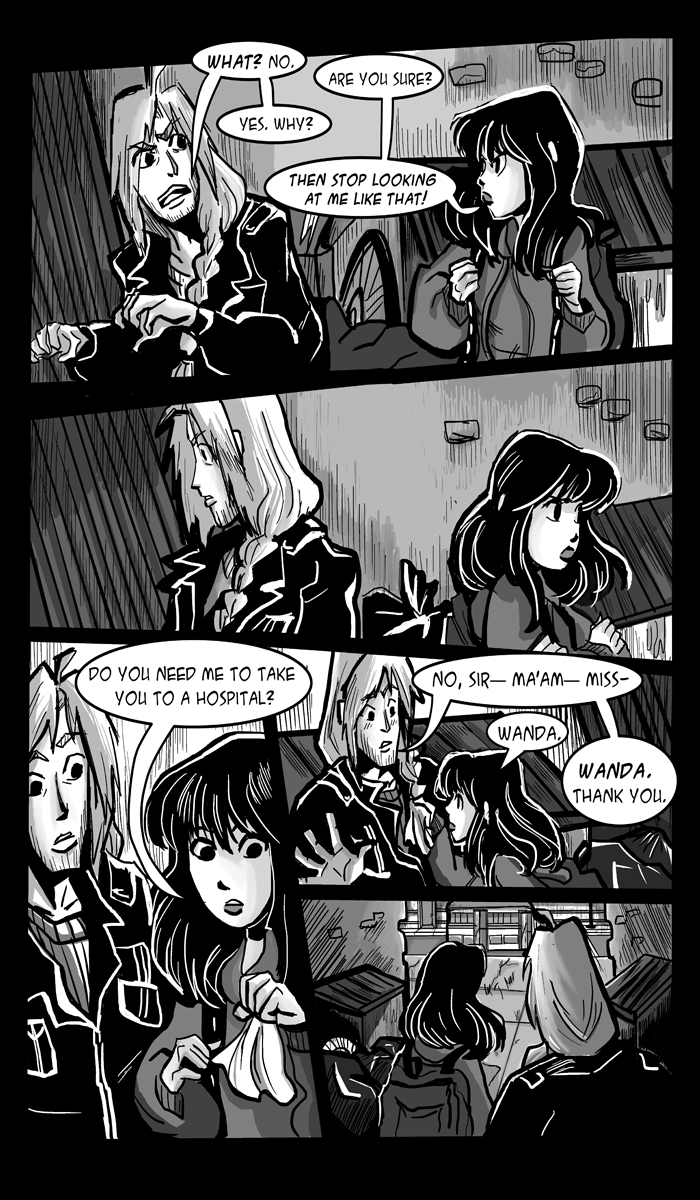 WHAT? NO.
ARE YOU SURE?
YES. WHY?
THEN STOP LOOKING
AT ME LIKE THAT!
DO YOU NEED ME TO TAKE
YOU TO A HOSPITAL?
NO, SIR— MA'AM— MISS-
WANDA.
WANDA.
THANK YOU.